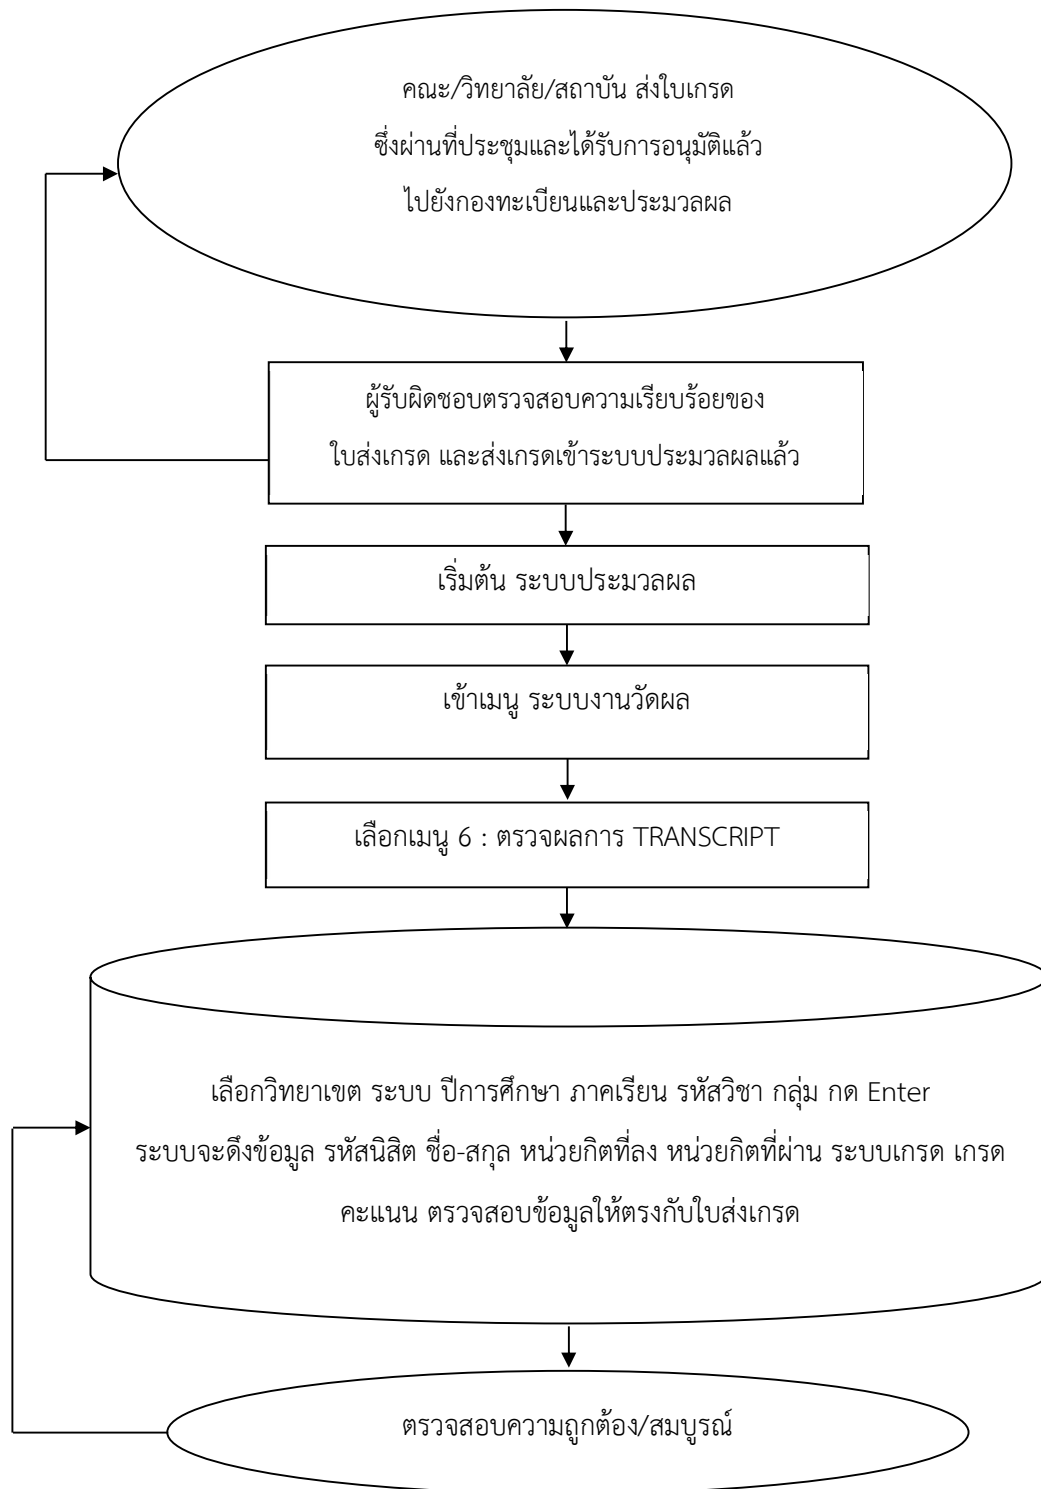 คณะ/วิทยาลัย/สถาบัน ส่งใบเกรด
ซึ่งผ่านที่ประชุมและได้รับการอนุมัติแล้ว
ไปยังกองทะเบียนและประมวลผล
ผู้รับผิดชอบตรวจสอบความเรียบร้อยของ
ใบส่งเกรด และส่งเกรดเข้าระบบประมวลผลแล้ว
เริ่มต้น ระบบประมวลผล
เข้าเมนู ระบบงานวัดผล
เลือกเมนู 6 : ตรวจผลการ TRANSCRIPT
เลือกวิทยาเขต ระบบ ปีการศึกษา ภาคเรียน รหัสวิชา กลุ่ม กด Enter
ระบบจะดึงข้อมูล รหัสนิสิต ชื่อ-สกุล หน่วยกิตที่ลง หน่วยกิตที่ผ่าน ระบบเกรด เกรด
คะแนน ตรวจสอบข้อมูลให้ตรงกับใบส่งเกรด
ตรวจสอบความถูกต้อง/สมบูรณ์